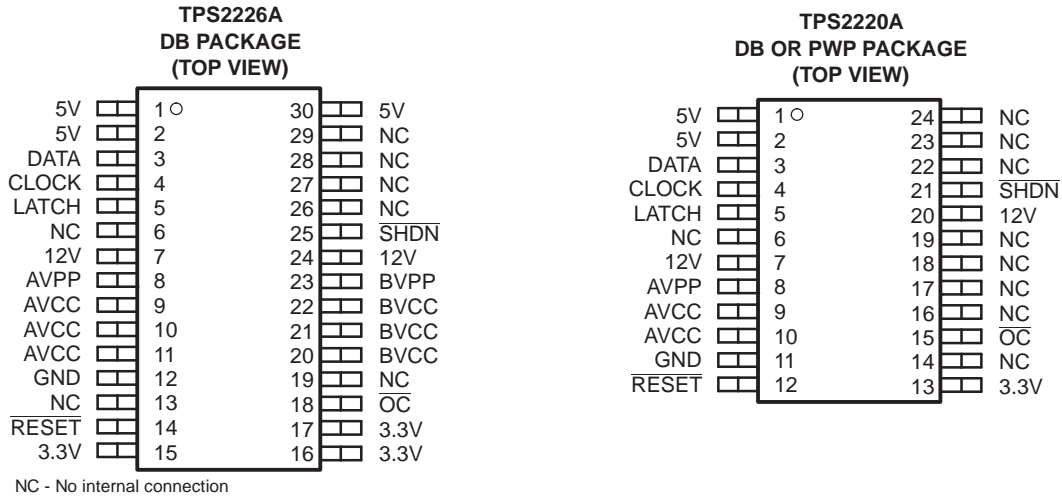 TPS2226A
DB PACKAGE
(TOP VIEW)
5V 1 30 5V
5V 2 29 NC
DATA 3 28 NC
CLOCK 4 27 NC
LATCH 5 26 NC
NC 6 25 SHDN
12V 7 24 12V
AVPP 8 23 BVPP
AVCC 9 22 BVCC
AVCC 10 21 BVCC
AVCC 11 20 BVCC
GND 12 19 NC
NC 13 18 OC
RESET 14 17 3.3V
3.3V 15 16 3.3V
NC - No internal connection
TPS2220A
DB OR PWP PACKAGE
(TOP VIEW)
5V 1 24 NC
5V 2 23 NC
DATA 3 22 NC
CLOCK 4 21 SHDN
LATCH 5 20 12V
NC 6 19 NC
12V 7 18 NC
AVPP 8 17 NC
AVCC 9 16 NC
AVCC 10 15 OC
GND 11 14 NC
RESET 12 13 3.3V